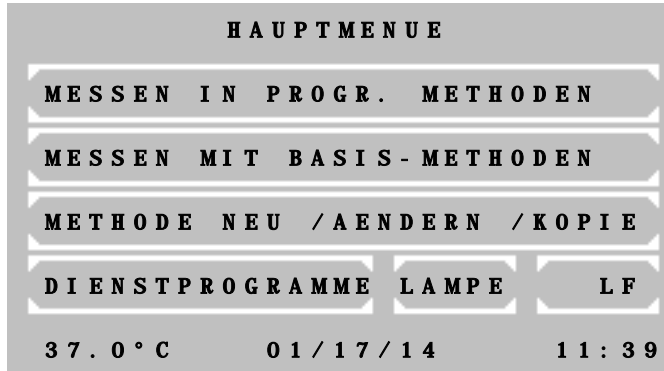 HAUPTMENUE
MESSEN IN PROGR. METHODEN
MESSEN MIT BASIS-METHODEN
METHODE NEU /AENDERN /KOPIE
DIENSTPROGRAMME LAMPE LF
37.0°C 01/17/14 11:39